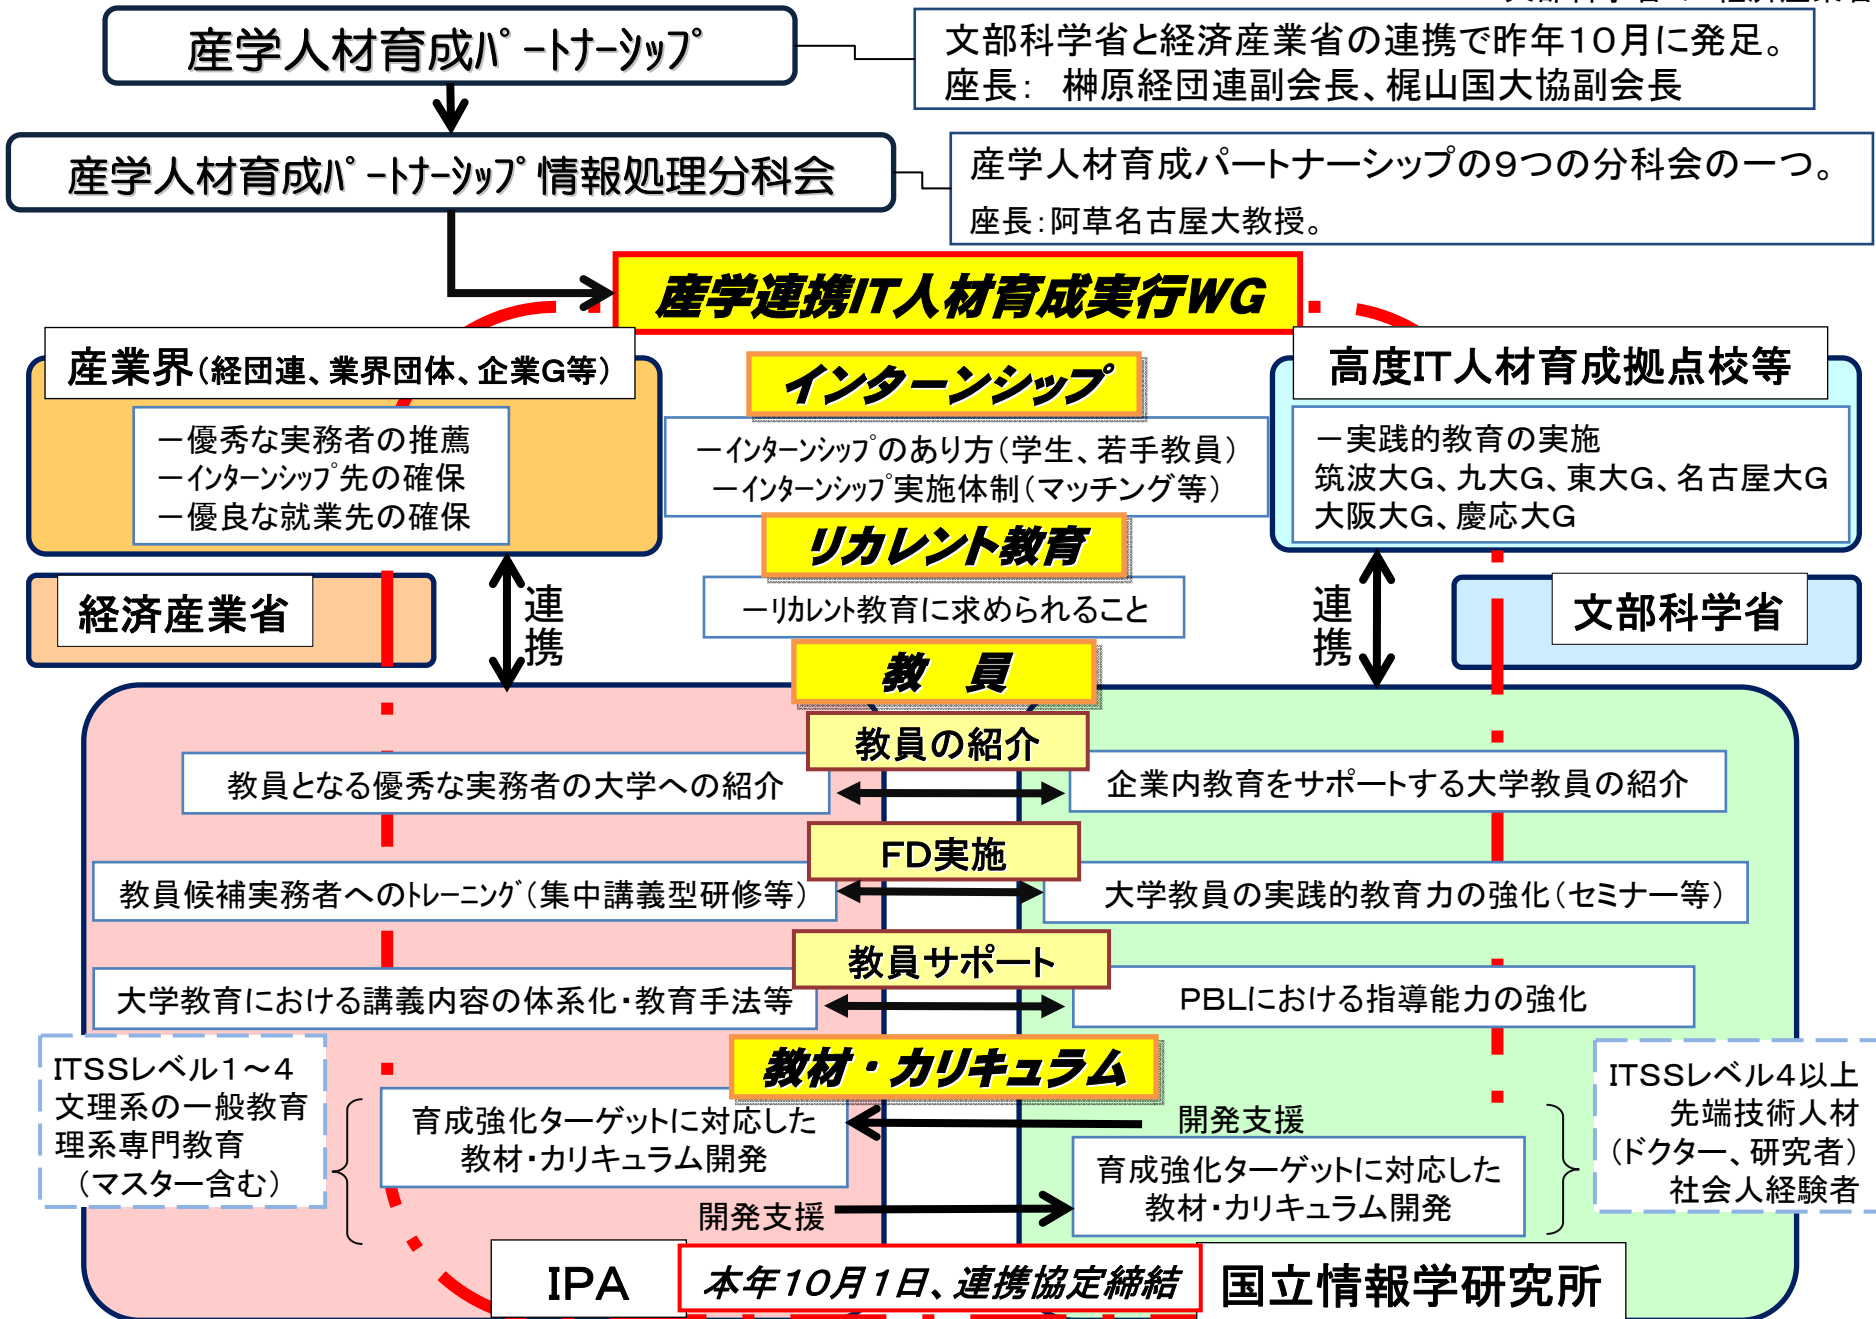 産学人材育成ﾊﾟｰﾄﾅｰｼｯﾌﾟ
文部科学省と経済産業省の連携で昨年10月に発足。
座長： 榊原経団連副会長、梶山国大協副会長
産学人材育成ﾊﾟｰﾄﾅｰｼｯﾌﾟ情報処理分科会
産学人材育成パートナーシップの9つの分科会の一つ。
座長：阿草名古屋大教授。
産学連携IT人材育成実行WG
産業界（経団連、業界団体、企業G等）
－優秀な実務者の推薦
－ｲﾝﾀｰﾝｼｯﾌﾟ先の確保
－優良な就業先の確保
インターンシップ
－ｲﾝﾀｰﾝｼｯﾌﾟのあり方（学生、若手教員）
－ｲﾝﾀｰﾝｼｯﾌﾟ実施体制（マッチング等）
高度IT人材育成拠点校等
－実践的教育の実施
筑波大G、九大G、東大G、名古屋大G
大阪大G、慶応大G
リカレント教育
－ﾘｶﾚﾝﾄ教育に求められること
経済産業省
連携
連携
文部科学省
教　員
教員の紹介
教員となる優秀な実務者の大学への紹介
企業内教育をサポートする大学教員の紹介
FD実施
教員候補実務者へのﾄﾚｰﾆﾝｸﾞ（集中講義型研修等）
大学教員の実践的教育力の強化（セミナー等）
教員サポート
大学教育における講義内容の体系化・教育手法等
PBLにおける指導能力の強化
教材・カリキュラム
ITSSレベル1～4
文理系の一般教育
理系専門教育
（マスター含む）
育成強化ターゲットに対応した
教材・カリキュラム開発
開発支援
開発支援
育成強化ターゲットに対応した
教材・カリキュラム開発
ITSSレベル4以上
先端技術人材
（ドクター、研究者）
社会人経験者
IPA
本年10月1日、連携協定締結
国立情報学研究所